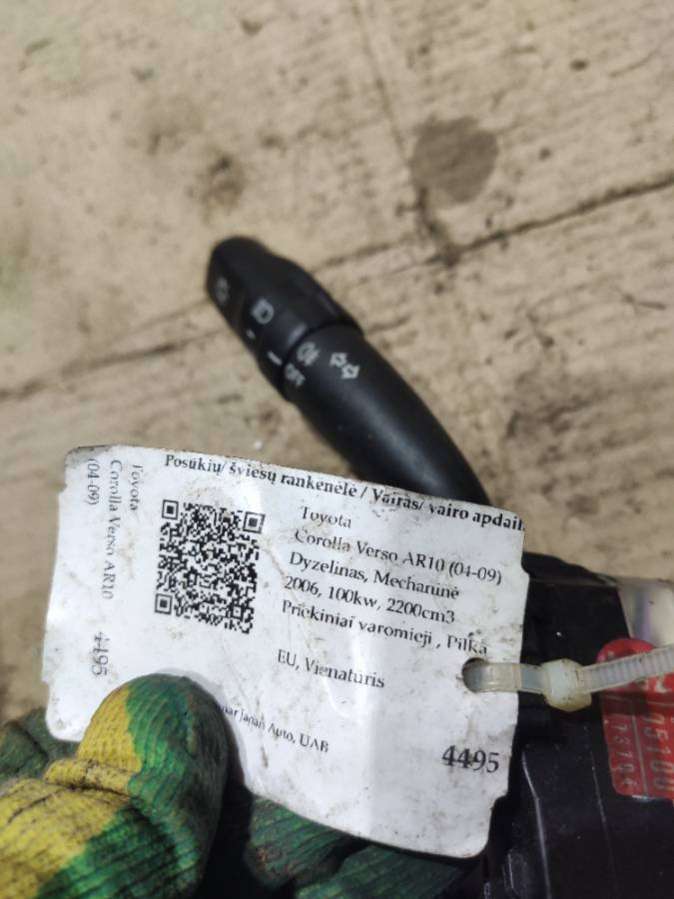 OFF
Posūkių/ šviesų rankenėlė / Vairas/ vairo apdail
Toyota
Corolla Verso AR10 (04-09)
Dyzelinas, Mechaninė
2006, 100kw, 2200cm3
Priekiniai varomieji , Pilka
EU, Vienatūris
Japan Auto, UAB
4495
Toyota
Corolla Verso AR10
(04-09)
4495